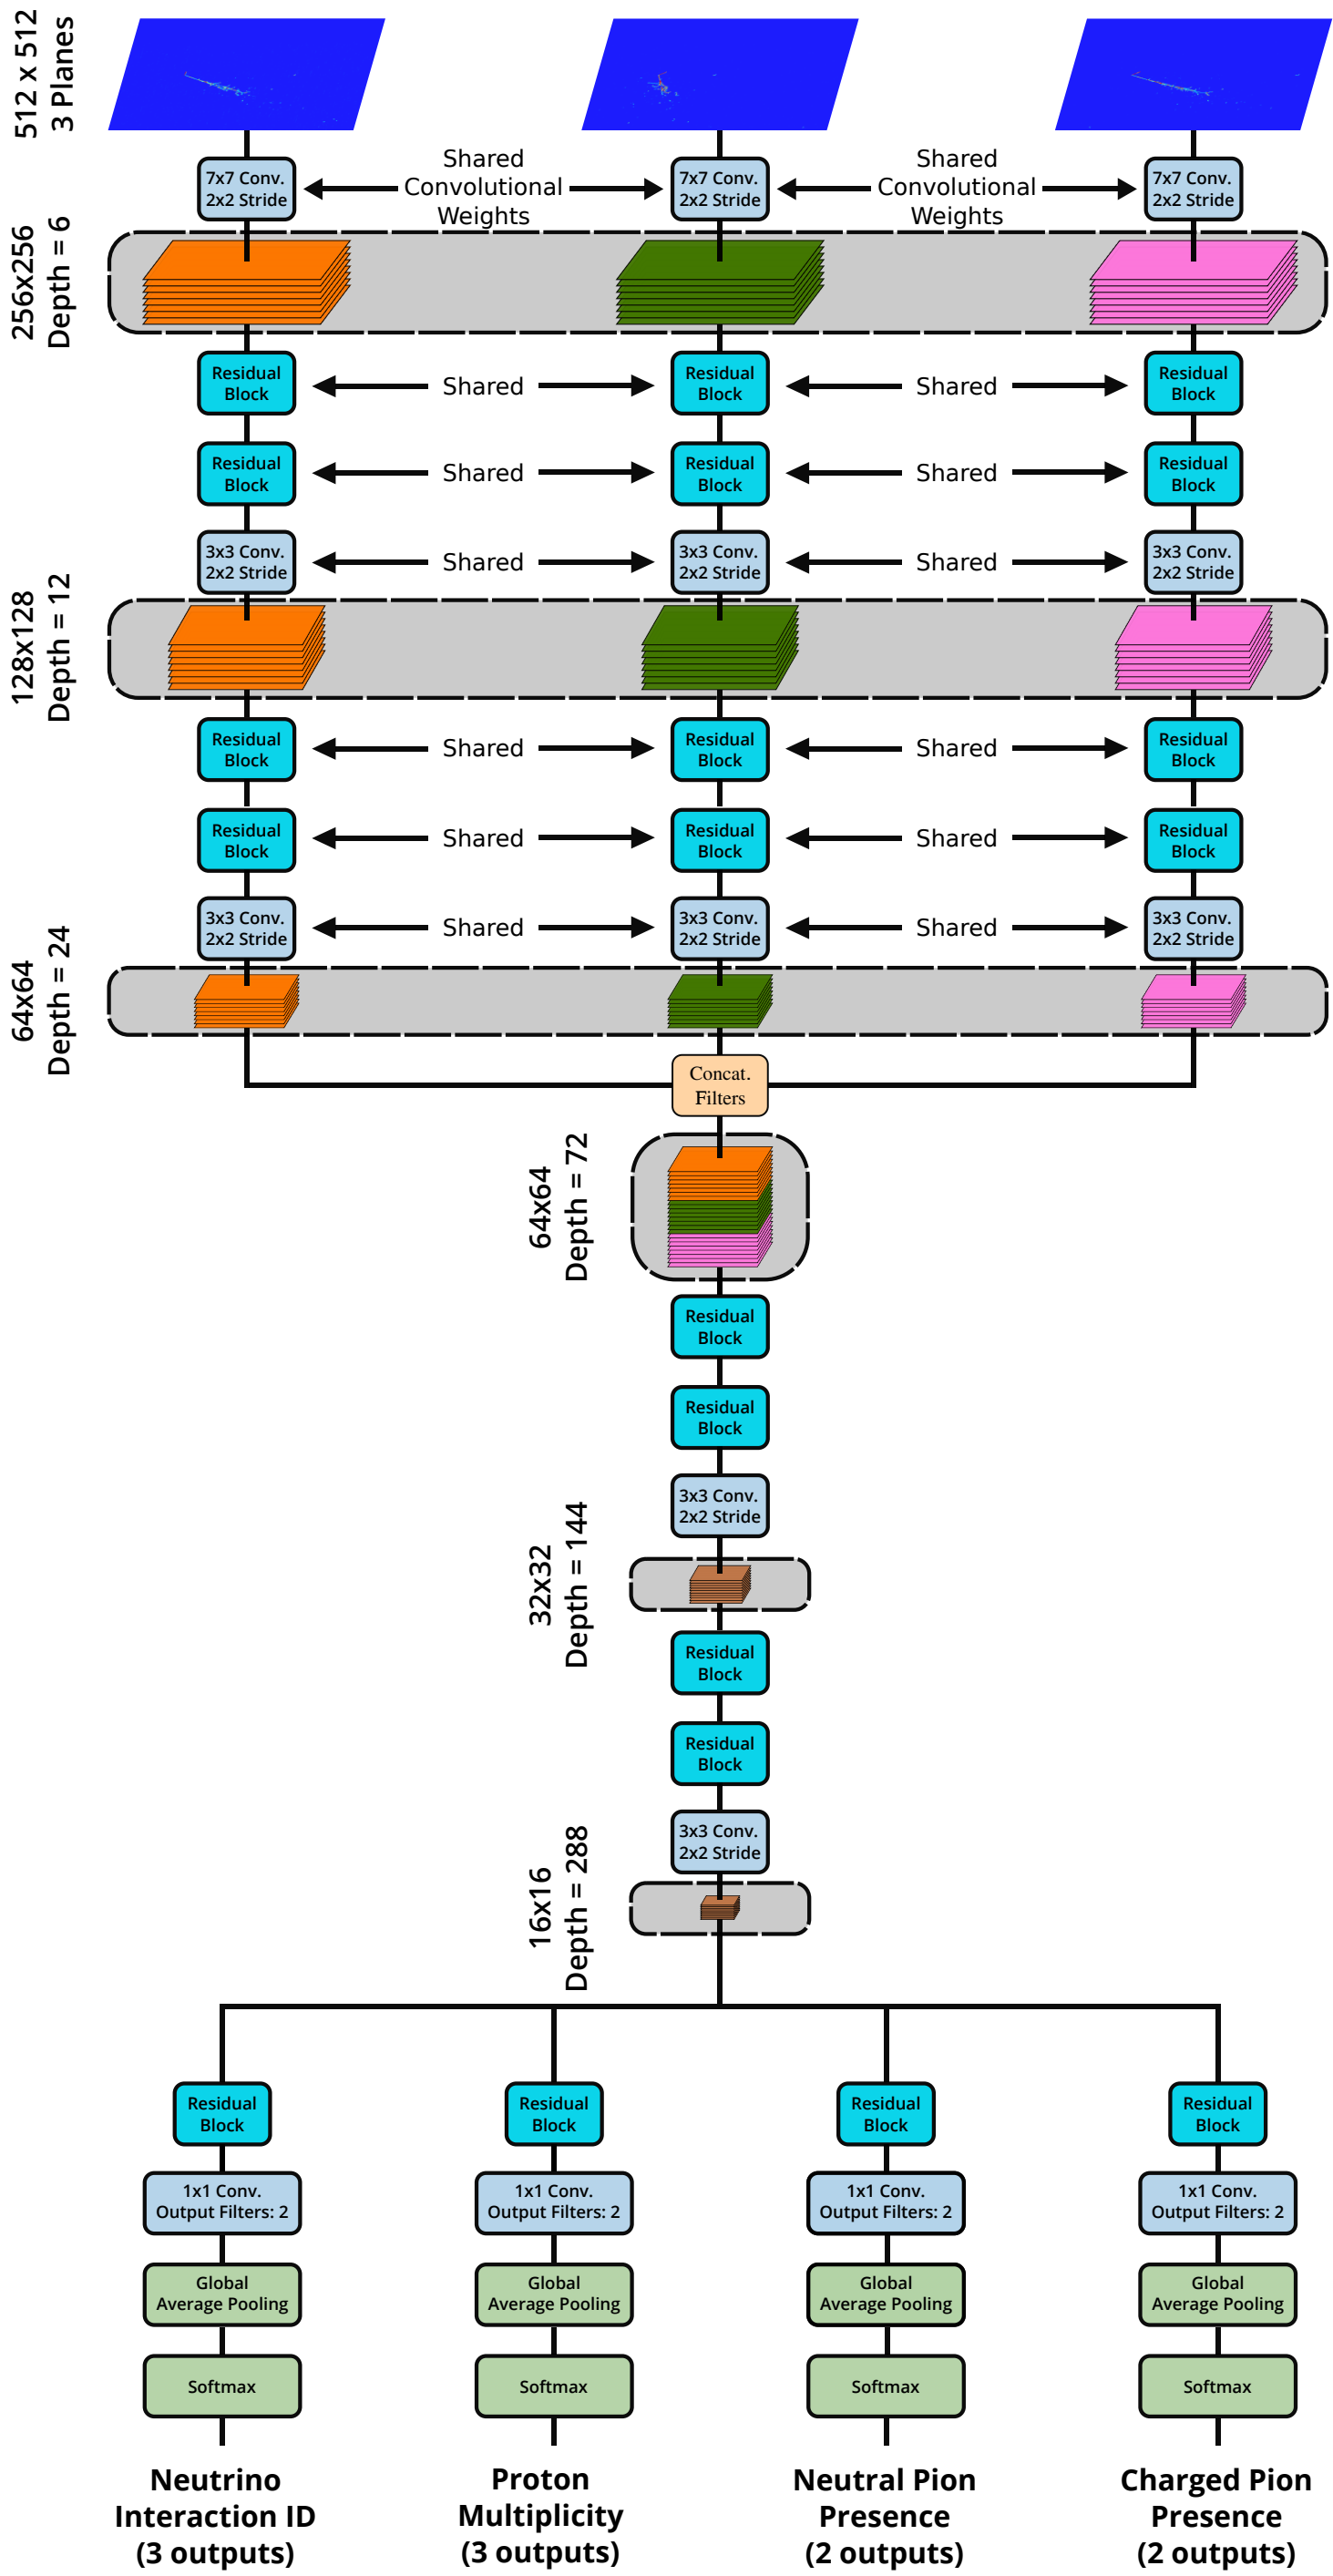 512 x 512
3 Planes
7x7 Conv.
2x2 Stride
Shared
Convolutional
Weights
7x7 Conv.
2x2 Stride
Shared
Convolutional
Weights
7x7 Conv.
2x2 Stride
256x256
Depth = 6
Residual
Block
Shared
Residual
Block
Shared
Residual
Block
Residual
Block
Shared
Residual
Block
Shared
Residual
Block
3x3 Conv.
2x2 Stride
Shared
3x3 Conv.
2x2 Stride
Shared
3x3 Conv.
2x2 Stride
128x128
Depth = 12
Residual
Block
Shared
Residual
Block
Shared
Residual
Block
Residual
Block
Shared
Residual
Block
Shared
Residual
Block
3x3 Conv.
2x2 Stride
Shared
3x3 Conv.
2x2 Stride
Shared
3x3 Conv.
2x2 Stride
64x64
Depth = 24
Concat.
Filters
64x64
Depth = 72
Residual
Block
Residual
Block
3x3 Conv.
2x2 Stride
32x32
Depth = 144
Residual
Block
Residual
Block
3x3 Conv.
2x2 Stride
16x16
Depth = 288
Residual
Block
Residual
Block
Residual
Block
Residual
Block
1x1 Conv.
Output Filters: 2
1x1 Conv.
Output Filters: 2
1x1 Conv.
Output Filters: 2
1x1 Conv.
Output Filters: 2
Global
Average Pooling
Global
Average Pooling
Global
Average Pooling
Global
Average Pooling
Softmax
Softmax
Softmax
Softmax
Neutrino
Interaction ID
(3 outputs)
Proton
Multiplicity
(3 outputs)
Neutral Pion
Presence
(2 outputs)
Charged Pion
Presence
(2 outputs)